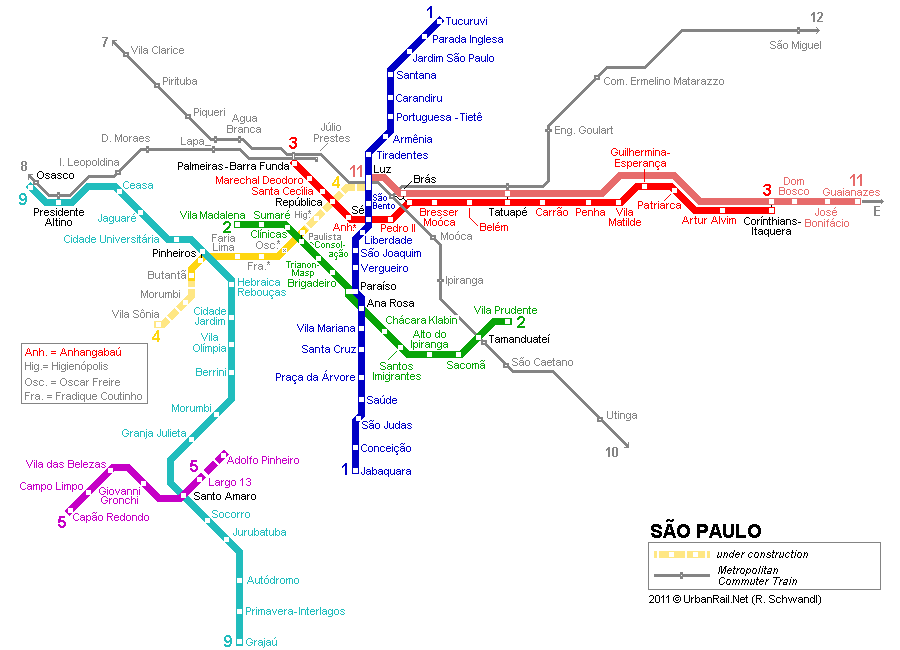 1
Tucuruvi
Parada Inglesa
Jardim São Paulo
Santana
Carandiru
Portuguesa -Tietê
Armênia
Tiradentes
Luz
São
Bento
Sé
Liberdade
São Joaquim
Vergueiro
Paraíso
Ana Rosa
Vila Mariana
Santa Cruz
Praça da Árvore
Saúde
São Judas
Conceição
1
Jabaquara
7
Vila Clarice
Pirituba
Piqueri
Agua
Branca
Júlio
Prestes
12
São Miguel
Com. Ermelino Matarazzo
Eng. Goulart
8
Osasco
Presidente
Altino
I. Leopoldina
D. Moraes
Lapa_
3
Palmeiras-Barra Funda
Marechal Deodoro
Santa Cecília
República
Anh*
Pedro II
11
Brás
Bresser
Moóca
Belém
Tatuapé
Carrão
Penha
Vila
Matilde
Guilhermina-
Esperança
Patriarca
Artur Alvim
3
Corinthians-
Itaquera
Dom
Bosco
José
Bonifácio
11
Guaianazes
E
Moóca
Ipiranga
Tamanduateí
São Caetano
Utinga
10
2
Vila Madalena
Sumaré
Clínicas
Paulista
Consol-
ação
Trianon-
Masp
Brigadeiro
Chácara Klabin
Santos
Imigrantes
Alto do
Ipiranga
Sacomã
Vila Prudente
2
4
Hig*
Osc.*
Fra.*
Faria
Lima
Pinheiros
Butantã
Morumbi
Vila Sônia
4
9
Ceasa
Jaguaré
Cidade Universitária
Hebraica
Rebouças
Cidade
Jardim
Vila
Olímpia
Berrini
Morumbi
Granja Julieta
Santo Amaro
Socorro
Jurubatuba
Autódromo
Primavera-Interlagos
9
Grajaú
5
Adolfo Pinheiro
Largo 13
Vila das Belezas
Giovanni
Gronchi
Campo Limpo
5
Capão Redondo
Anh. = Anhangabaú
Hig.= Higienópolis
Osc. = Oscar Freire
Fra. = Fradique Coutinho
SÃO PAULO
under construction
Metropolitan
Commuter Train
2011 © UrbanRail.Net (R. Schwandl)